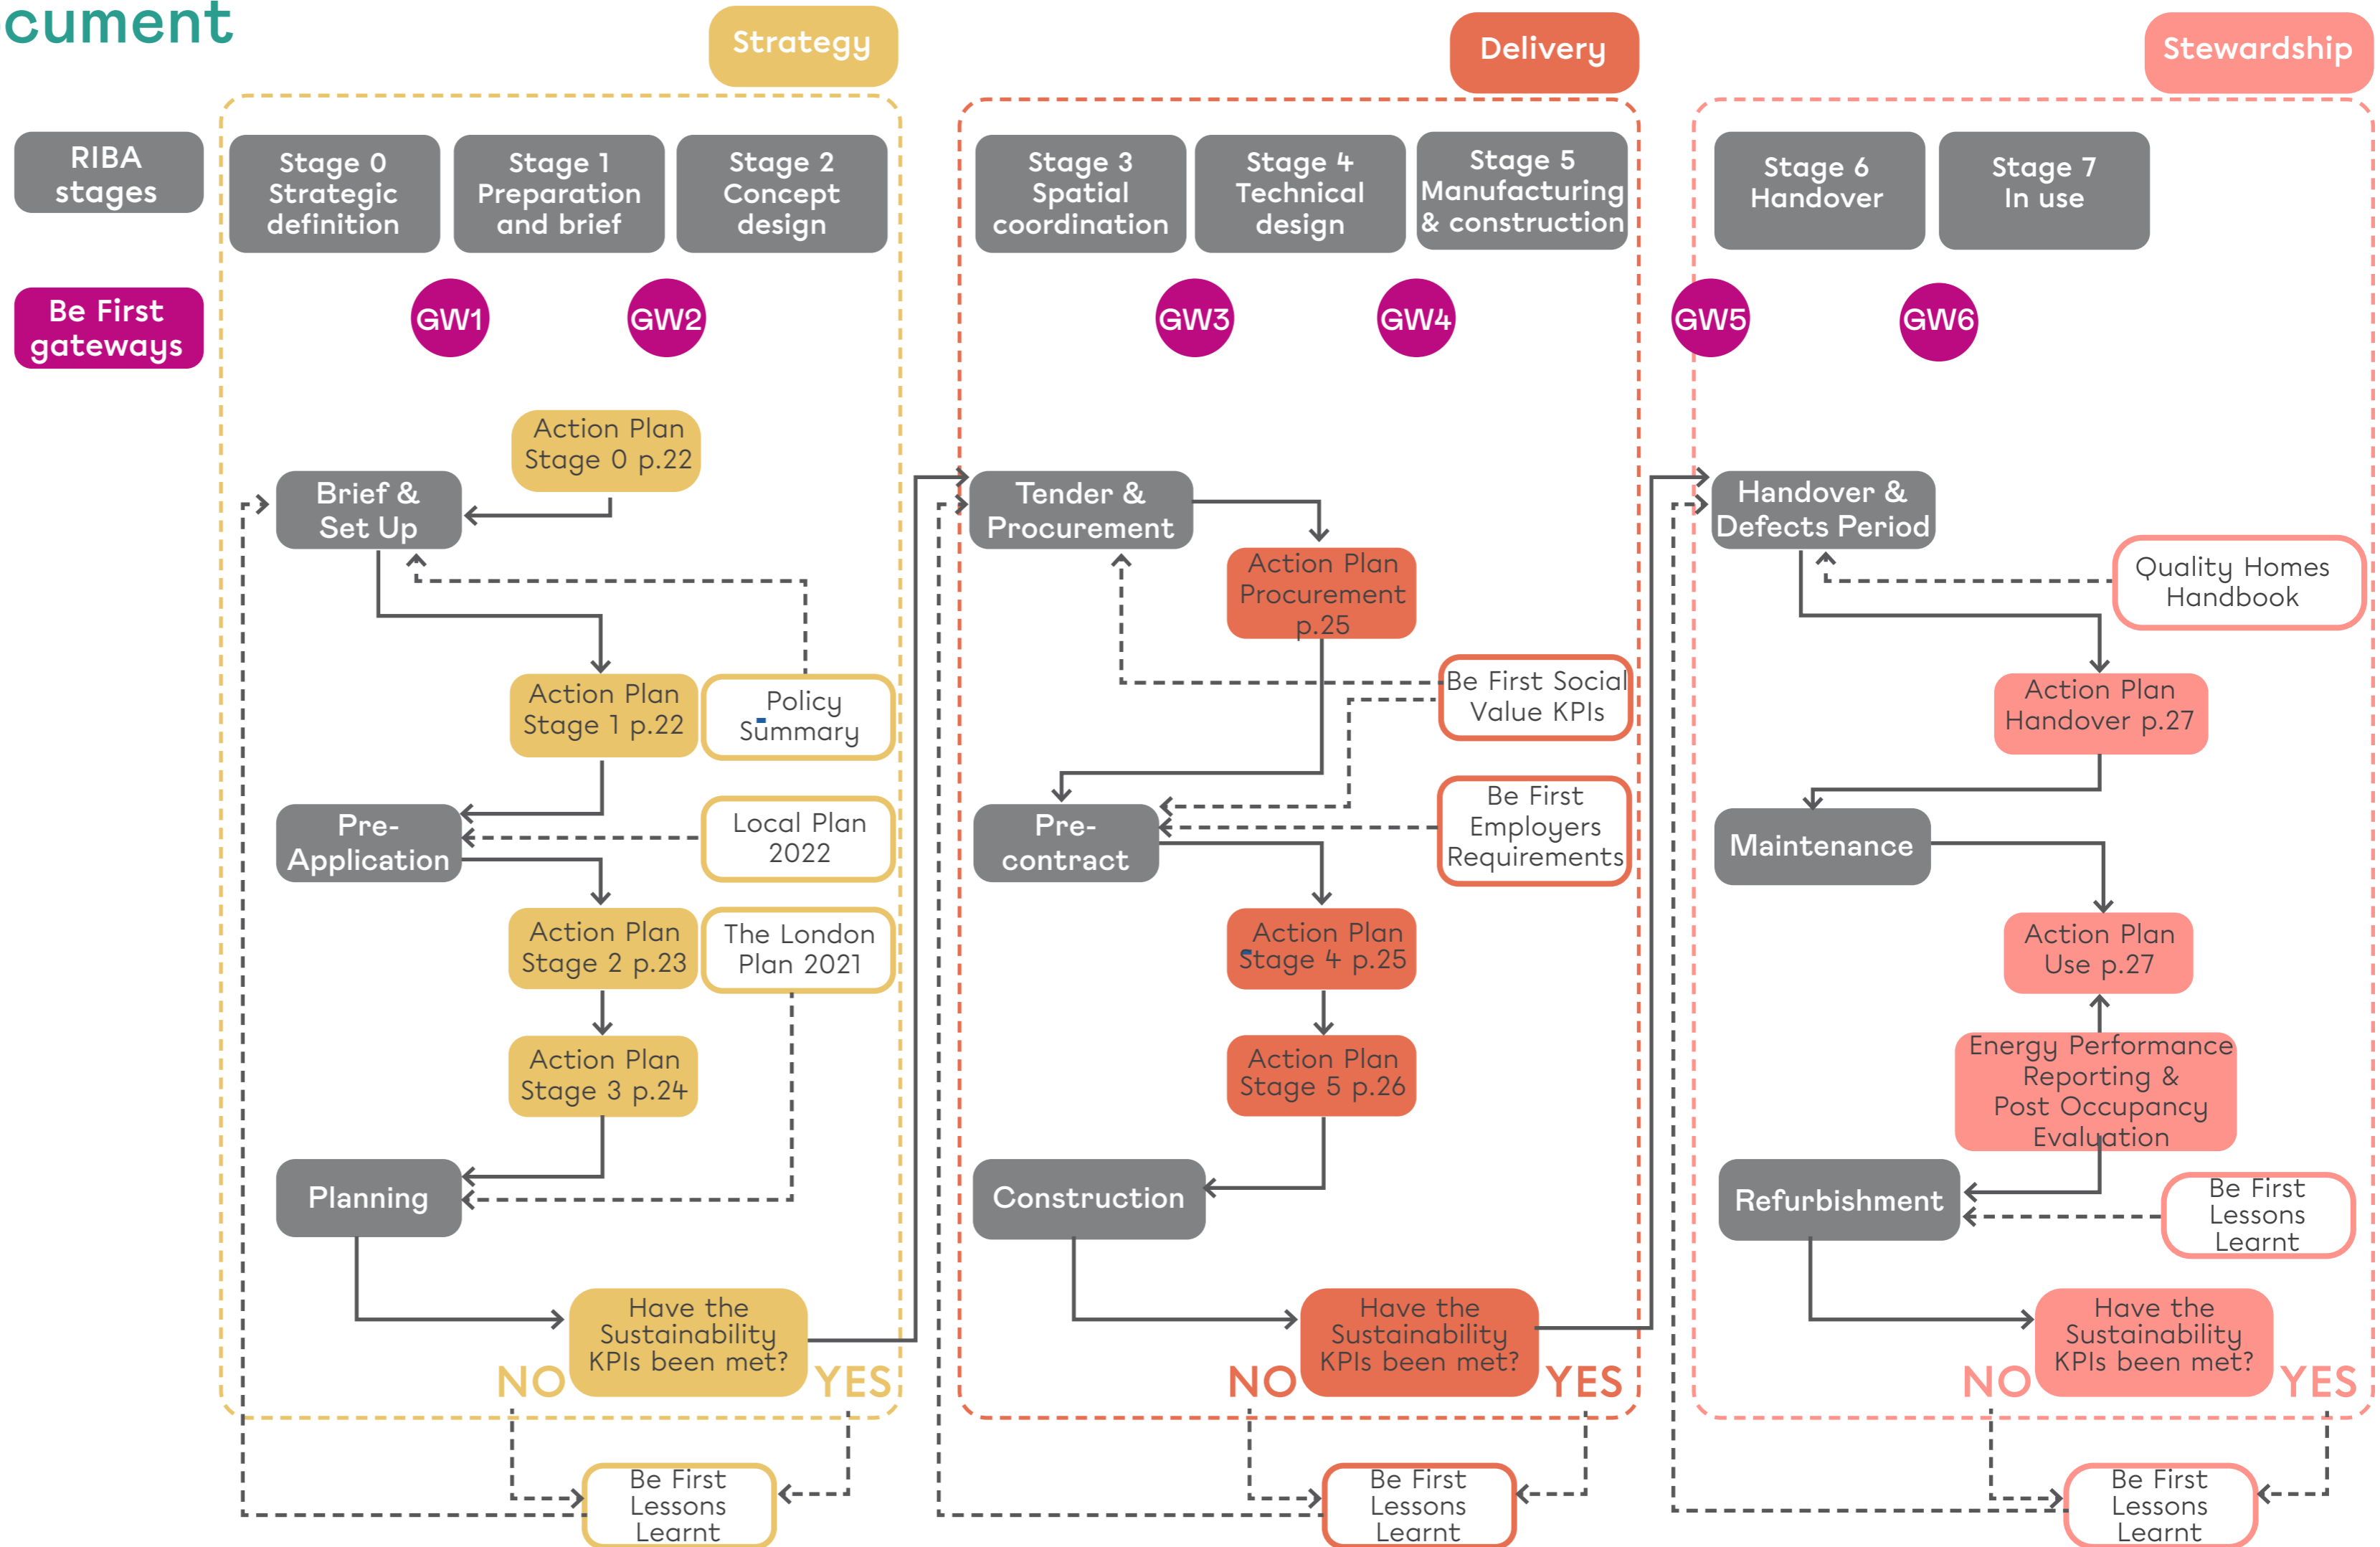 cument
Strategy
Delivery
Stewardship
RIBA
stages
Stage 0
Strategic
definition
Stage 1
Preparation
and brief
Stage 2
Concept
design
Stage 3
Spatial
coordination
Stage 4
Technical
design
Stage 5
Manufacturing
& construction
Stage 6
Handover
Stage 7
In use
Be First
gateways
GW1
GW2
GW3
GW4
GW5
GW6
Action Plan
Stage 0 p.22
Brief &
Set Up
Action Plan
Stage 1 p.22
Policy
Summary
Pre-
Application
Local Plan
2022
Action Plan
Stage 2 p.23
The London
Plan 2021
Action Plan
Stage 3 p.24
Planning
Have the
Sustainability
KPIs been met?
NO
YES
Be First
Lessons
Learnt
Tender &
Procurement
Action Plan
Procurement
p.25
Be First Social
Value KPIs
Pre-
contract
Be First
Employers
Requirements
Action Plan
Stage 4 p.25
Action Plan
Stage 5 p.26
Construction
Have the
Sustainability
KPIs been met?
NO
YES
Be First
Lessons
Learnt
Handover &
Defects Period
Quality Homes
Handbook
Action Plan
Handover p.27
Maintenance
Action Plan
Use p.27
Energy Performance
Reporting &
Post Occupancy
Evaluation
Refurbishment
Be First
Lessons
Learnt
Have the
Sustainability
KPIs been met?
NO
YES
Be First
Lessons
Learnt